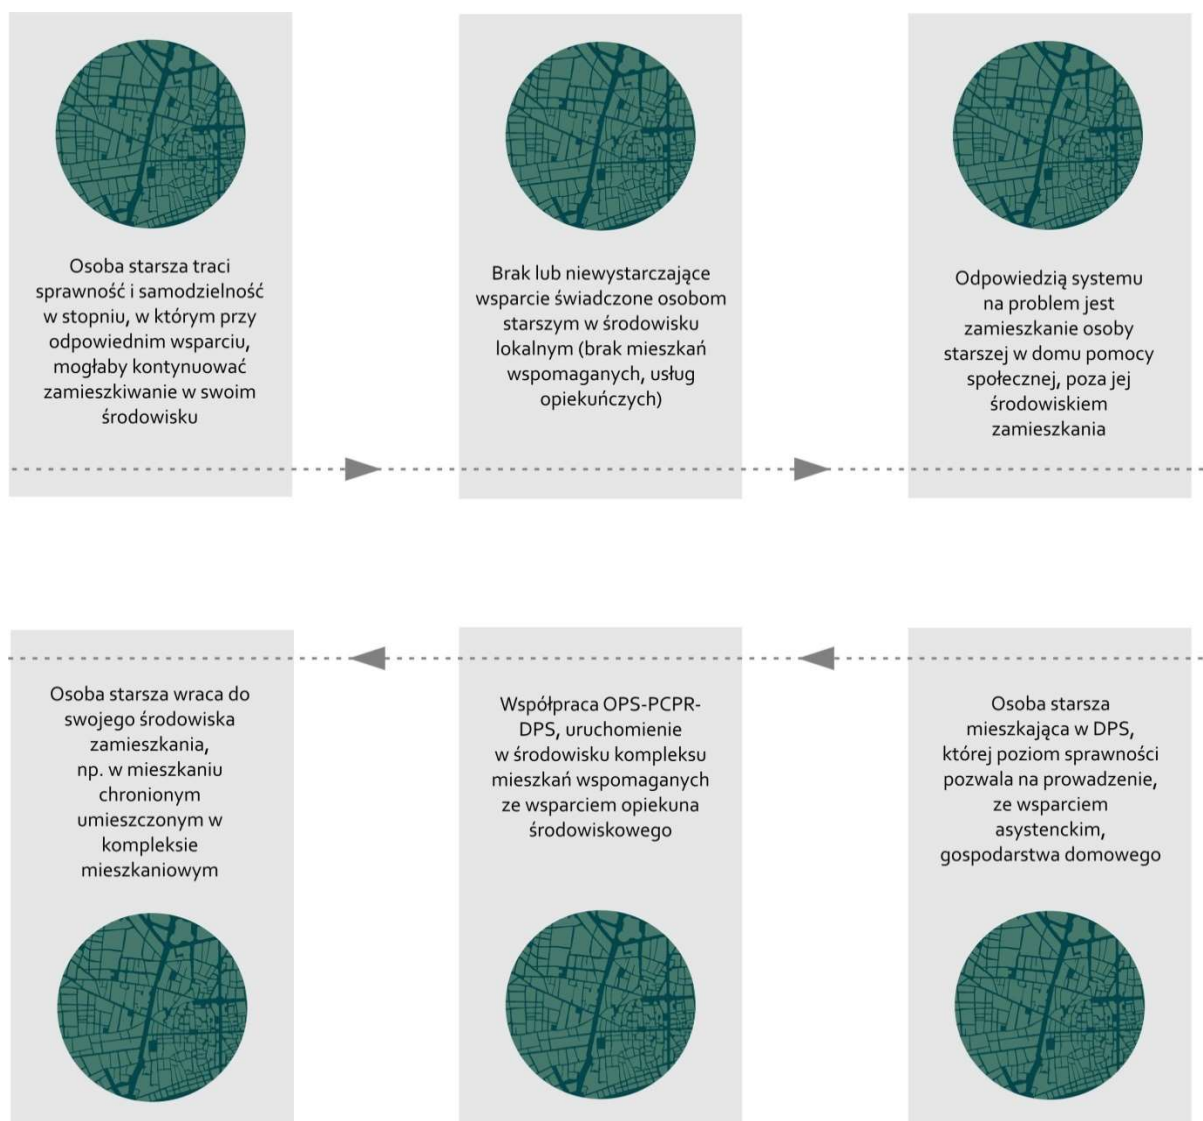 Osoba starsza traci
sprawność i samodzielność
w stopniu, w którym przy
odpowiednim wsparciu,
mogłaby kontynuować
zamieszkiwanie w swoim
środowisku
Brak lub niewystarczające
wsparcie świadczone osobom
starszym w środowisku
lokalnym (brak mieszkań
wspomaganych, usług
opiekuńczych)
Odpowiedzią systemu
na problem jest
zamieszkanie osoby
starszej w domu pomocy
społecznej, poza jej
środowiskiem
zamieszkania
Osoba starsza
mieszkająca w DPS,
której poziom sprawności
pozwala na prowadzenie,
ze wsparciem
asystenckim,
gospodarstwa domowego
Współpraca OPS-PCPR-
DPS, uruchomienie
w środowisku kompleksu
mieszkań wspomaganych
ze wsparciem opiekuna
środowiskowego
Osoba starsza wraca do
swojego środowiska
zamieszkania,
np. w mieszkaniu
chronionym
umieszczonym w
kompleksie
mieszkaniowym